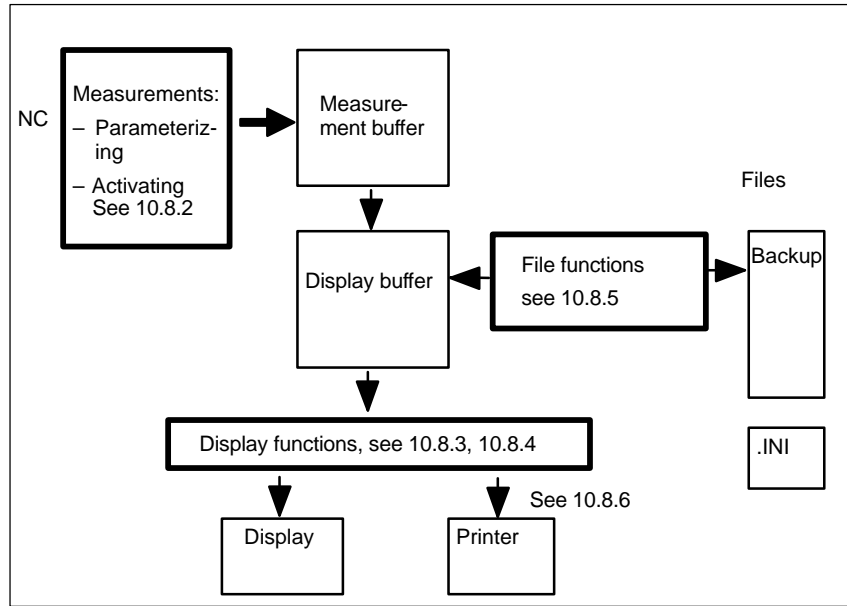 NC
Measurements:
– Parameteriz-
ing
– Activating
See 10.8.2
Measure-
ment buffer
Files
Display buffer
File functions
see 10.8.5
Backup
Display functions, see 10.8.3, 10.8.4
.INI
See 10.8.6
Display
Printer